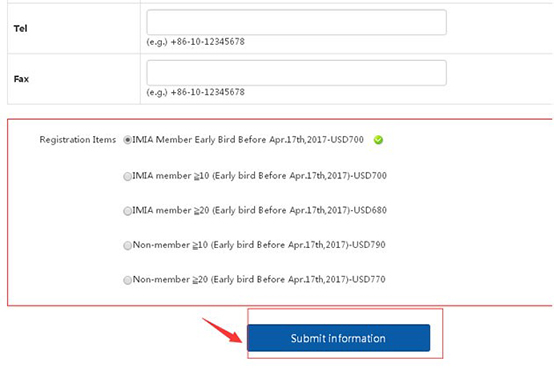 Tel
(e.g.) +86-10-12345678
Fax
(e.g.) +86-10-12345678
Registration Items IMIA Member Early Bird Before Apr.17th,2017-USD700
IMIA member ≧10 (Early bird Before Apr.17th,2017)-USD700
IMIA member ≧20 (Early bird Before Apr.17th,2017)-USD680
Non-member ≧10 (Early bird Before Apr.17th,2017)-USD790
Non-member ≧20 (Early bird Before Apr.17th,2017)-USD770
Submit information